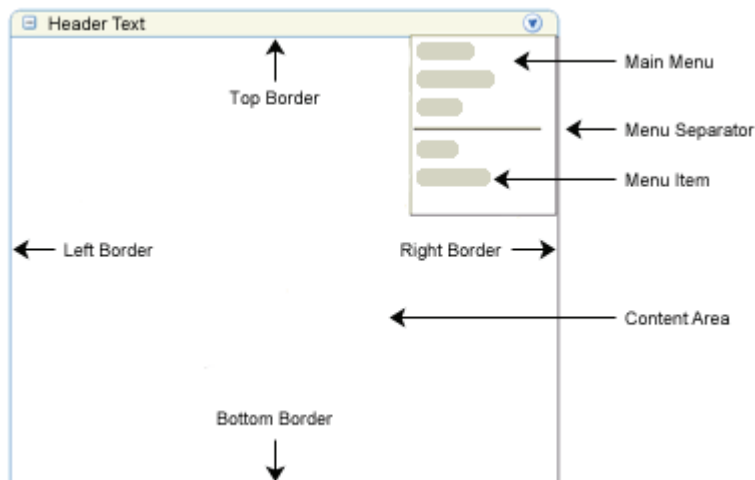 Header Text
Main Menu
Top Border
Menu Separator
Menu Item
Left Border
Right Border
Content Area
Bottom Border